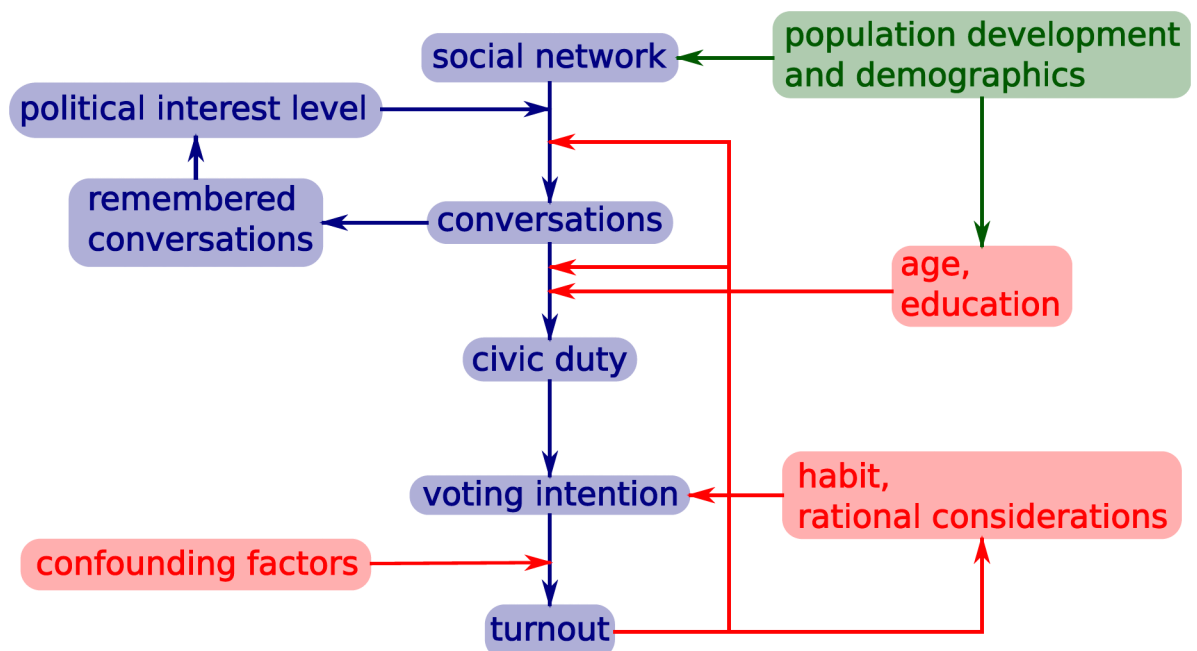 social network
population development
and demographics
political interest level
remembered
conversations
conversations
age,
education
civic duty
voting intention
habit,
rational considerations
confounding factors
turnout